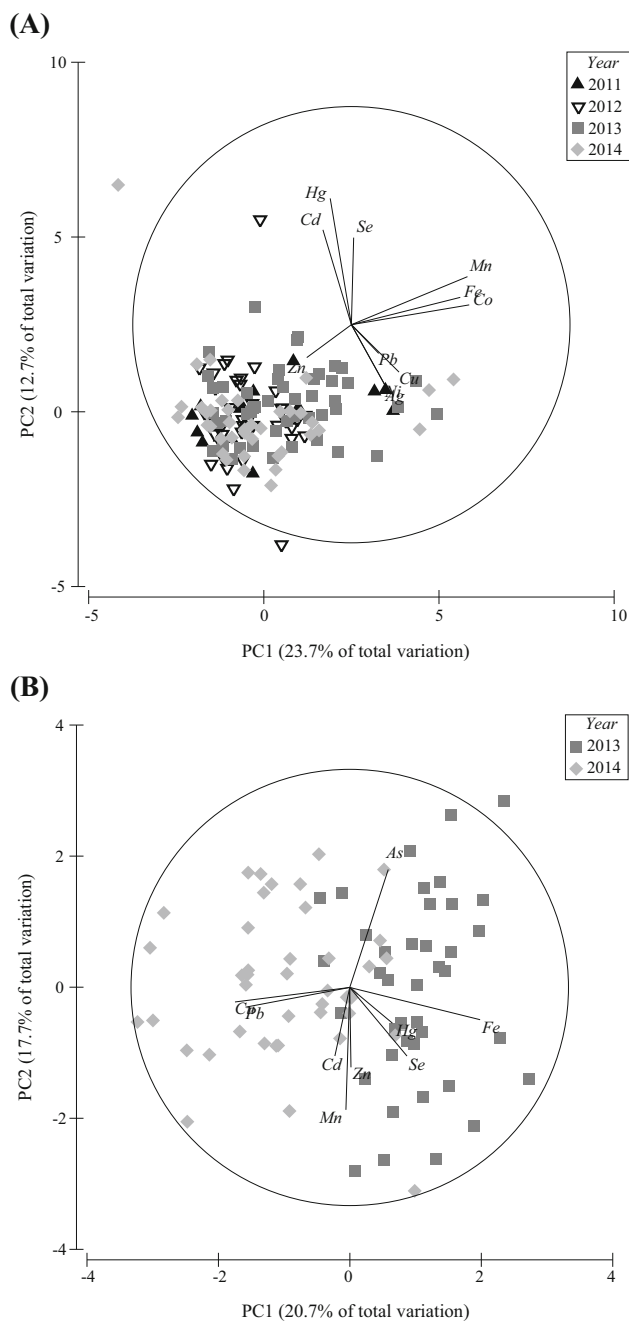 (A)
Year
2011
2012
2013
2014
10
5
0
-5
PC2 (12.7% of total variation)
Hg
Cd
Se
Mn
Fe
Co
Pb
Zn
Cu
Ni
Ag
-5
0
5
10
PC1 (23.7% of total variation)
(B)
Year
2013
2014
4
2
0
-2
-4
PC2 (17.7% of total variation)
As
Cu
Pb
Hg
Fe
Cd
Zn
Se
Mn
-4
-2
0
2
4
PC1 (20.7% of total variation)